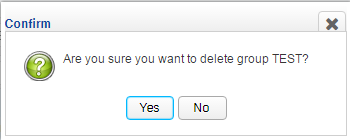 Confirm
Are you sure you want to delete group TEST?
Yes No